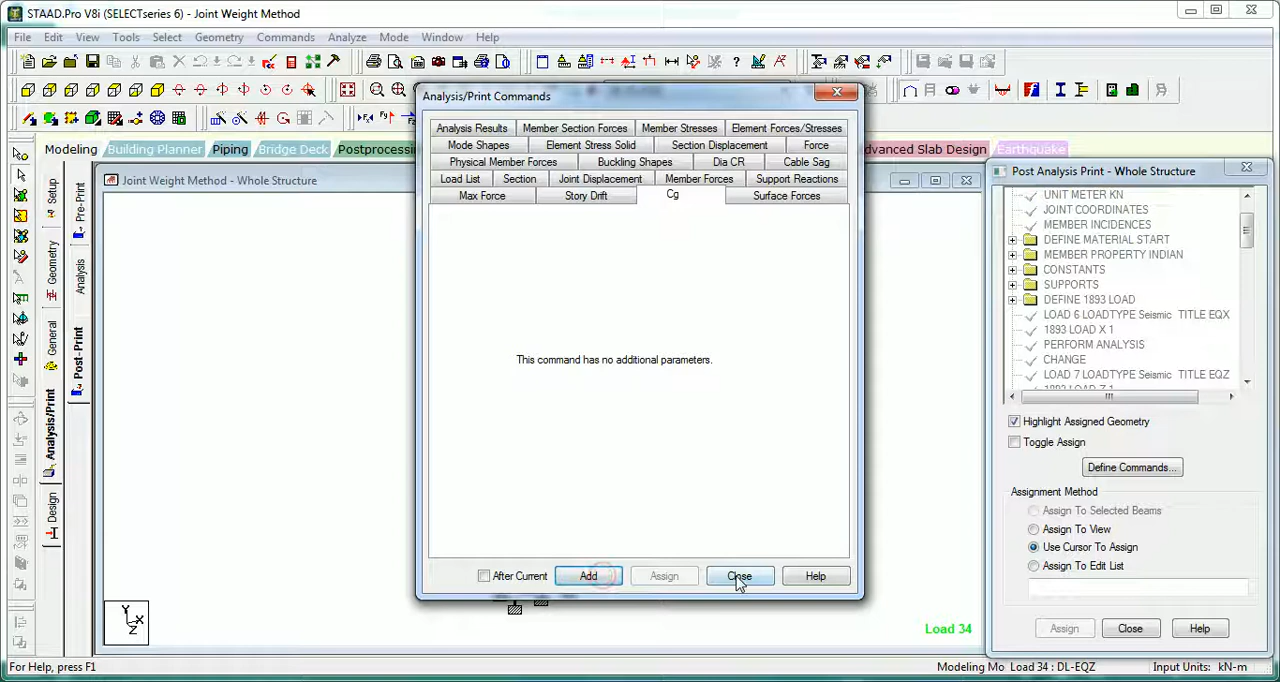 STAAD.Pro V8i (SELECTseries 6) - Joint Weight Method
File Edit View Tools Select Geometry Commands Analyze Mode Window Help
Modeling Building Planner Piping Bridge Deck Postprocessing dvanced Slab Design Earthquake
Joint Weight Method - Whole Structure
Setup
Geometry
General
Analysis/Print
Design
Pre-Print
Analysis
Post-Print
Analysis/Print Commands
Analysis Results Member Section Forces Member Stresses Element Forces/Stresses
Mode Shapes Element Stress Solid Section Displacement Force
Physical Member Forces Buckling Shapes Dia CR Cable Sag
Load List Section Joint Displacement Member Forces Support Reactions
Max Force Story Drift Cg Surface Forces
This command has no additional parameters.
After Current Add Assign Close Help
Post Analysis Print - Whole Structure
UNIT METER KN
JOINT COORDINATES
MEMBER INCIDENCES
DEFINE MATERIAL START
MEMBER PROPERTY INDIAN
CONSTANTS
SUPPORTS
DEFINE 1893 LOAD
LOAD 6 LOADTYPE Seismic TITLE EQX
1893 LOAD X 1
PERFORM ANALYSIS
CHANGE
LOAD 7 LOADTYPE Seismic TITLE EQZ
1893 LOAD Z 1
Highlight Assigned Geometry
Toggle Assign
Define Commands...
Assignment Method
Assign To Selected Beams
Assign To View
Use Cursor To Assign
Assign To Edit List
Assign Close Help
Y
X
Z
Load 34
For Help, press F1 Modeling Mo Load 34 : DL-EQZ Input Units: kN-m